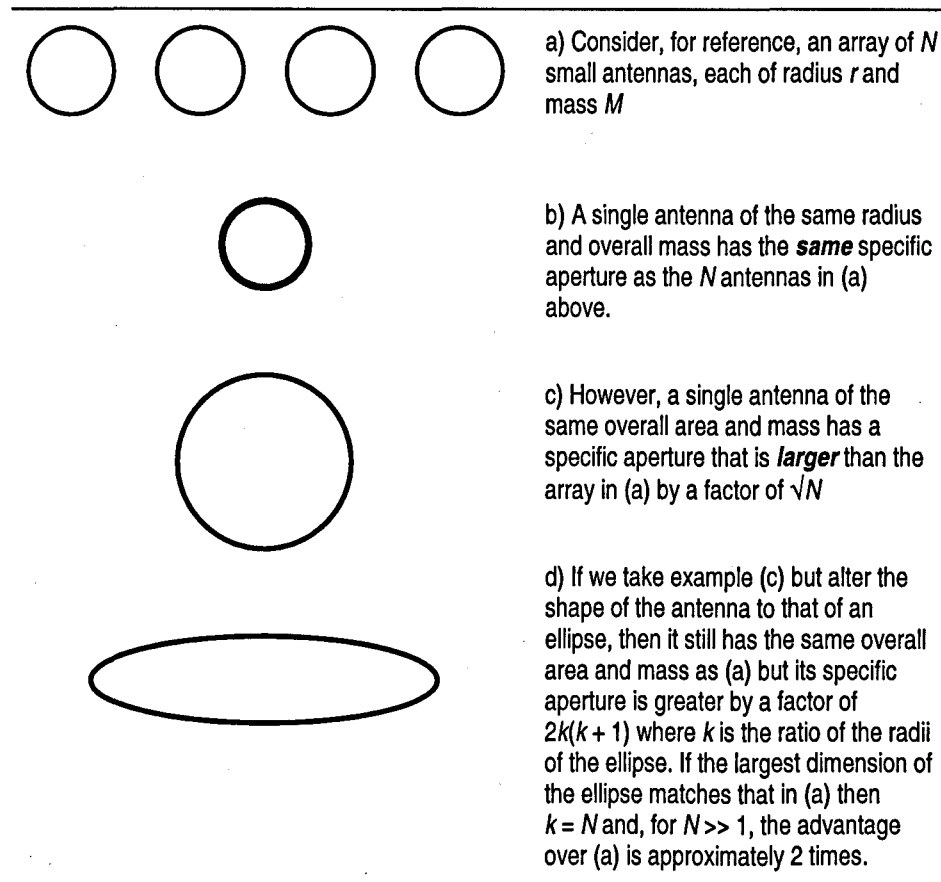 a) Consider, for reference, an array of N
small antennas, each of radius r and
mass M
b) A single antenna of the same radius
and overall mass has the same specific
aperture as the N antennas in (a)
above.
c) However, a single antenna of the
same overall area and mass has a
specific aperture that is larger than the
array in (a) by a factor of √N
d) If we take example (c) but alter the
shape of the antenna to that of an
ellipse, then it still has the same overall
area and mass as (a) but its specific
aperture is greater by a factor of
2k(k + 1) where k is the ratio of the radii
of the ellipse. If the largest dimension of
the ellipse matches that in (a) then
k = N and, for N >> 1, the advantage
over (a) is approximately 2 times.